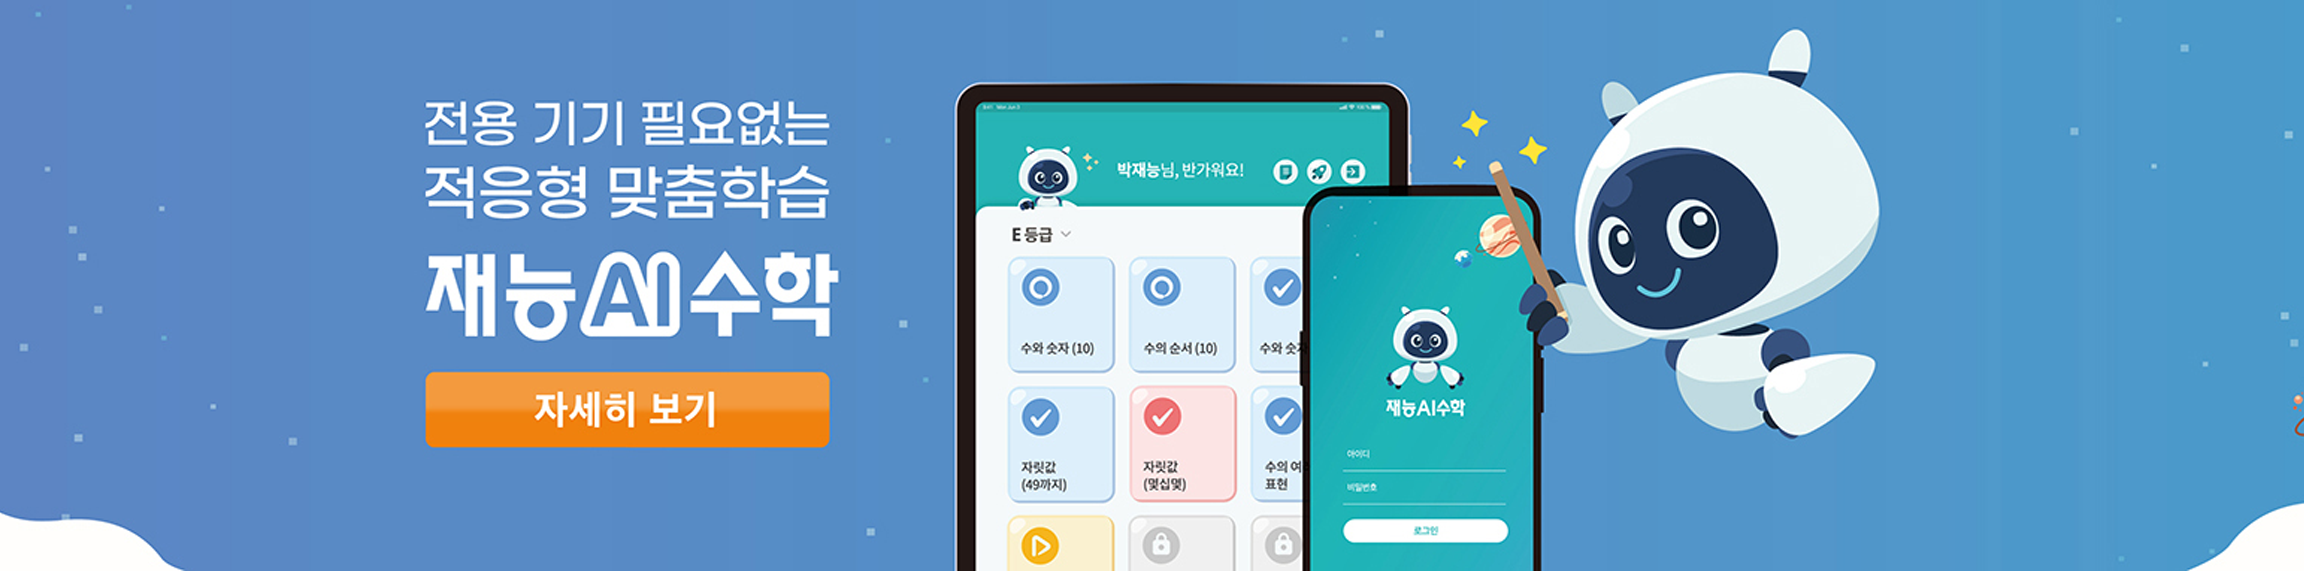 전용 기기 필요없는
적응형 맞춤학습
재능AI수학
자세히 보기
박재능님, 반가워요!
E 등급
수와 숫자 (10)
수의 순서 (10)
수와 숫자
자릿값
(49까지)
자릿값
(몇십몇)
수의 여
표현
재능AI수학
아이디
비밀번호
로그인